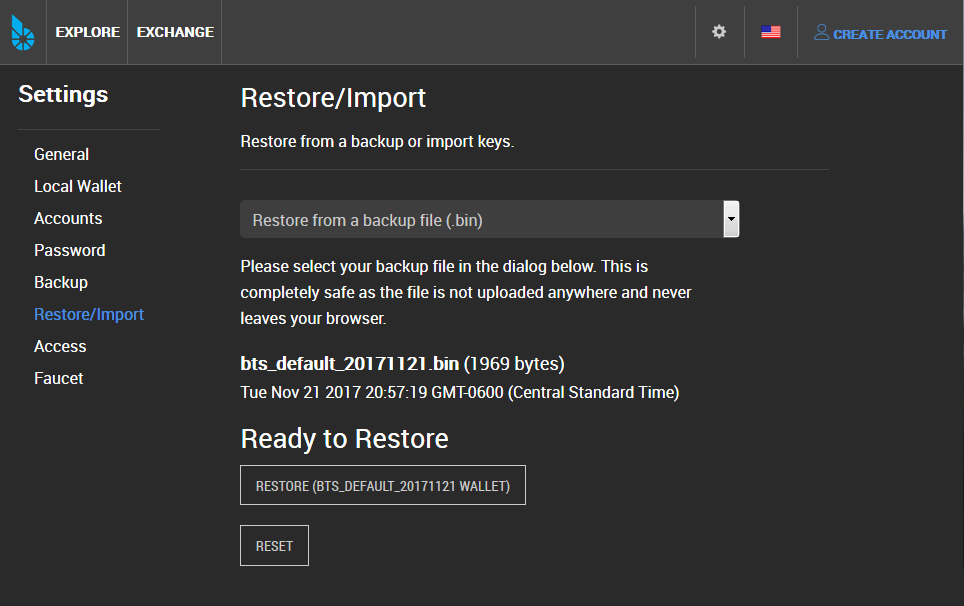 EXPLORE EXCHANGE CREATE ACCOUNT
Settings
General
Local Wallet
Accounts
Password
Backup
Restore/Import
Access
Faucet
Restore/Import
Restore from a backup or import keys.
Restore from a backup file (.bin)
Please select your backup file in the dialog below. This is
completely safe as the file is not uploaded anywhere and never
leaves your browser.
bts_default_20171121.bin (1969 bytes)
Tue Nov 21 2017 20:57:19 GMT-0600 (Central Standard Time)
Ready to Restore
RESTORE (BTS_DEFAULT_20171121 WALLET)
RESET